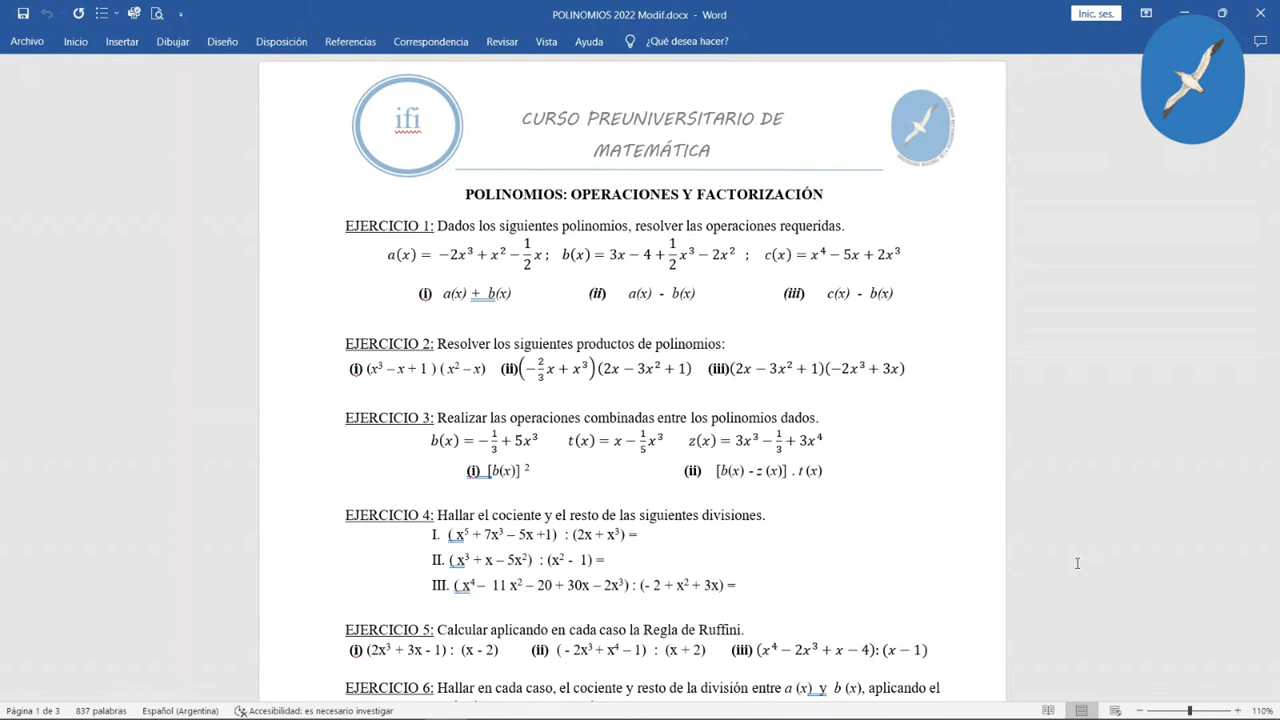 POLINOMIOS 2022 Modif.docx - Word
Inic. ses.
Archivo Inicio Insertar Dibujar Diseño Disposición Referencias Correspondencia Revisar Vista Ayuda ¿Qué desea hacer?
ifi
CURSO PREUNIVERSITARIO DE
MATEMÁTICA
POLINOMIOS: OPERACIONES Y FACTORIZACIÓN
EJERCICIO 1: Dados los siguientes polinomios, resolver las operaciones requeridas.
a(x) = −2x³ + x² − 1/2 x ; b(x) = 3x − 4 + 1/2 x³ − 2x² ; c(x) = x⁴ − 5x + 2x³
(i) a(x) + b(x) (ii) a(x) - b(x) (iii) c(x) - b(x)
EJERCICIO 2: Resolver los siguientes productos de polinomios:
(i) (x³ – x + 1 ) ( x² – x) (ii)(−2/3 x + x³)(2x − 3x² + 1) (iii)(2x − 3x² + 1)(−2x³ + 3x)
EJERCICIO 3: Realizar las operaciones combinadas entre los polinomios dados.
b(x) = −1/3 + 5x³ t(x) = x − 1/5 x³ z(x) = 3x³ − 1/3 + 3x⁴
(i) [b(x)] ² (ii) [b(x) - z (x)] . t (x)
EJERCICIO 4: Hallar el cociente y el resto de las siguientes divisiones.
I. ( x⁵ + 7x³ – 5x +1) : (2x + x³) =
II. ( x³ + x – 5x²) : (x² - 1) =
III. ( x⁴ – 11 x² – 20 + 30x – 2x³) : (- 2 + x² + 3x) =
EJERCICIO 5: Calcular aplicando en cada caso la Regla de Ruffini.
(i) (2x³ + 3x - 1) : (x - 2) (ii) ( - 2x³ + x⁴ – 1) : (x + 2) (iii) (x⁴ − 2x³ + x − 4): (x − 1)
EJERCICIO 6: Hallar en cada caso, el cociente y resto de la división entre a (x) y b (x), aplicando el
Página 1 de 3 837 palabras Español (Argentina) Accesibilidad: es necesario investigar 110%